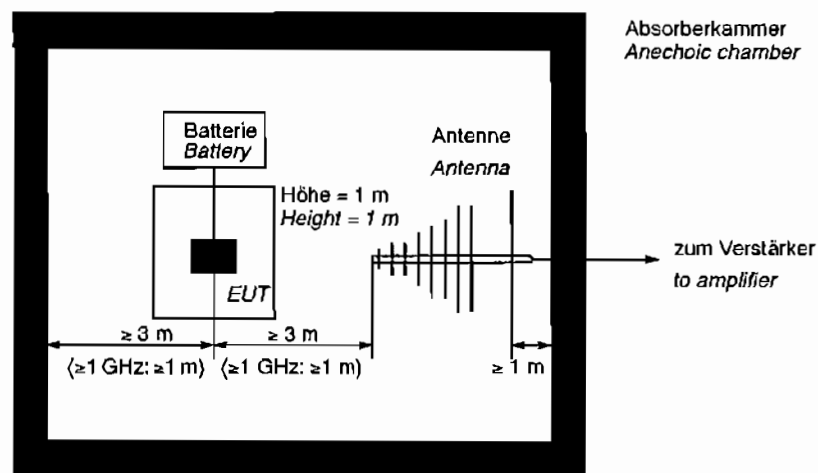 Absorberkammer
Anechoic chamber
Batterie
Battery
Antenne
Antenna
Höhe = 1 m
Height = 1 m
EUT
zum Verstärker
to amplifier
≥ 3 m
≥ 3 m
(≥1 GHz: ≥1 m)
(≥1 GHz: ≥1 m)
≥ 1 m